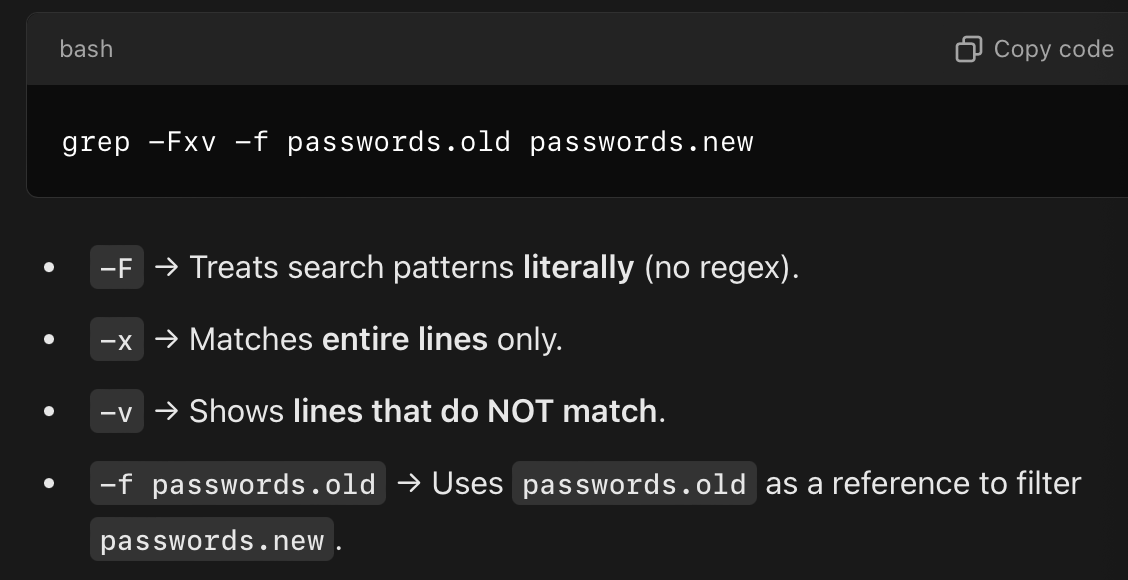 bash
Copy code
grep -Fxv -f passwords.old passwords.new
• -F → Treats search patterns literally (no regex).
• -x → Matches entire lines only.
• -v → Shows lines that do NOT match.
• -f passwords.old → Uses passwords.old as a reference to filter
passwords.new.